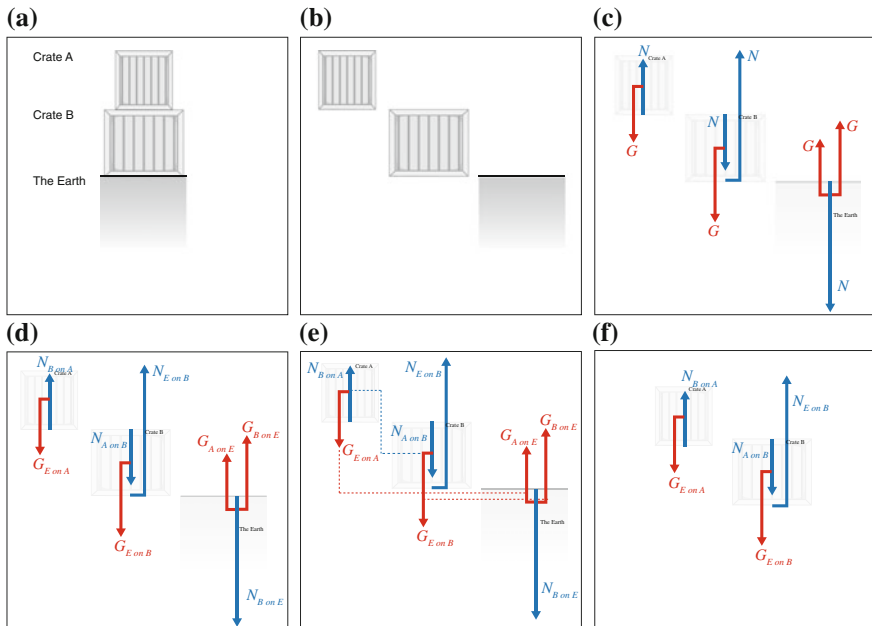 (a)
Crate A
Crate B
The Earth
(b)
(c)
N
Crate A
G
N
N
Crate B
G
G
G
The Earth
N
(d)
N B on A
Crate A
G E on A
N E on B
N A on B
Crate B
G E on B
G A on E
G B on E
The Earth
N B on E
(e)
N B on A
Crate A
G E on A
N E on B
N A on B
Crate B
G E on B
G A on E
G B on E
The Earth
N B on E
(f)
N B on A
Crate A
G E on A
N E on B
N A on B
Crate B
G E on B